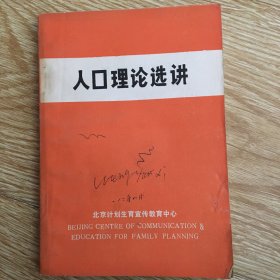 人口理论选讲
北京计划生育宣传教育中心
BEIJING CENTRE OF COMMUNICATION &
EDUCATION FOR FAMILY PLANNING